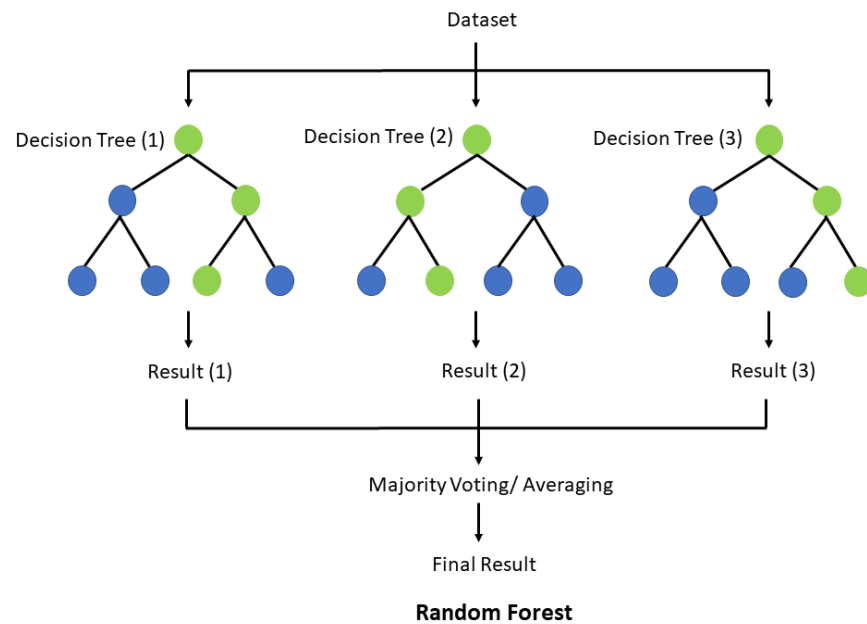 Dataset
Decision Tree (1)
Decision Tree (2)
Decision Tree (3)
Result (1)
Result (2)
Result (3)
Majority Voting/ Averaging
Final Result
Random Forest